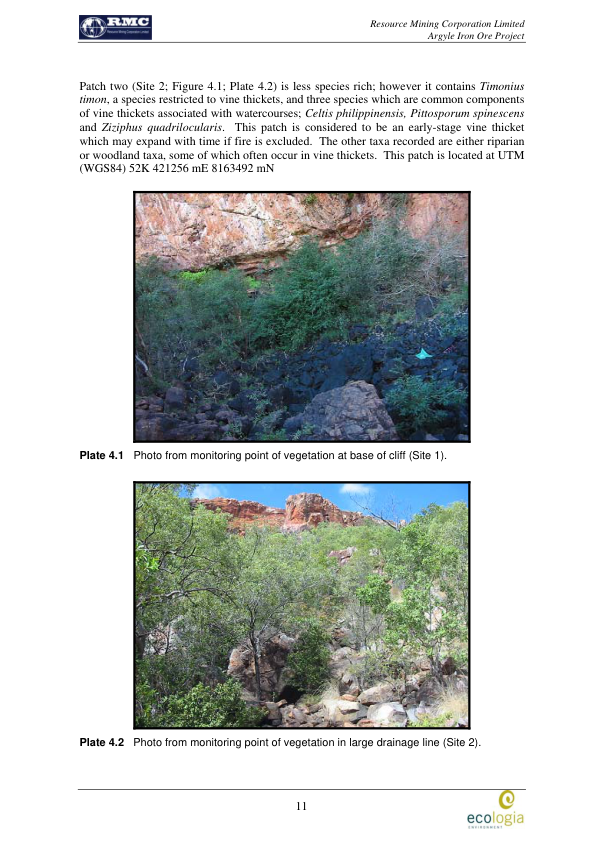 RMC
Resource Mining Corporation Limited
Resource Mining Corporation Limited
Argyle Iron Ore Project
Patch two (Site 2; Figure 4.1; Plate 4.2) is less species rich; however it contains Timonius
timon, a species restricted to vine thickets, and three species which are common components
of vine thickets associated with watercourses; Celtis philippinensis, Pittosporum spinescens
and Ziziphus quadrilocularis. This patch is considered to be an early-stage vine thicket
which may expand with time if fire is excluded. The other taxa recorded are either riparian
or woodland taxa, some of which often occur in vine thickets. This patch is located at UTM
(WGS84) 52K 421256 mE 8163492 mN
Plate 4.1 Photo from monitoring point of vegetation at base of cliff (Site 1).
Plate 4.2 Photo from monitoring point of vegetation in large drainage line (Site 2).
11
ecologia
ENVIRONMENT